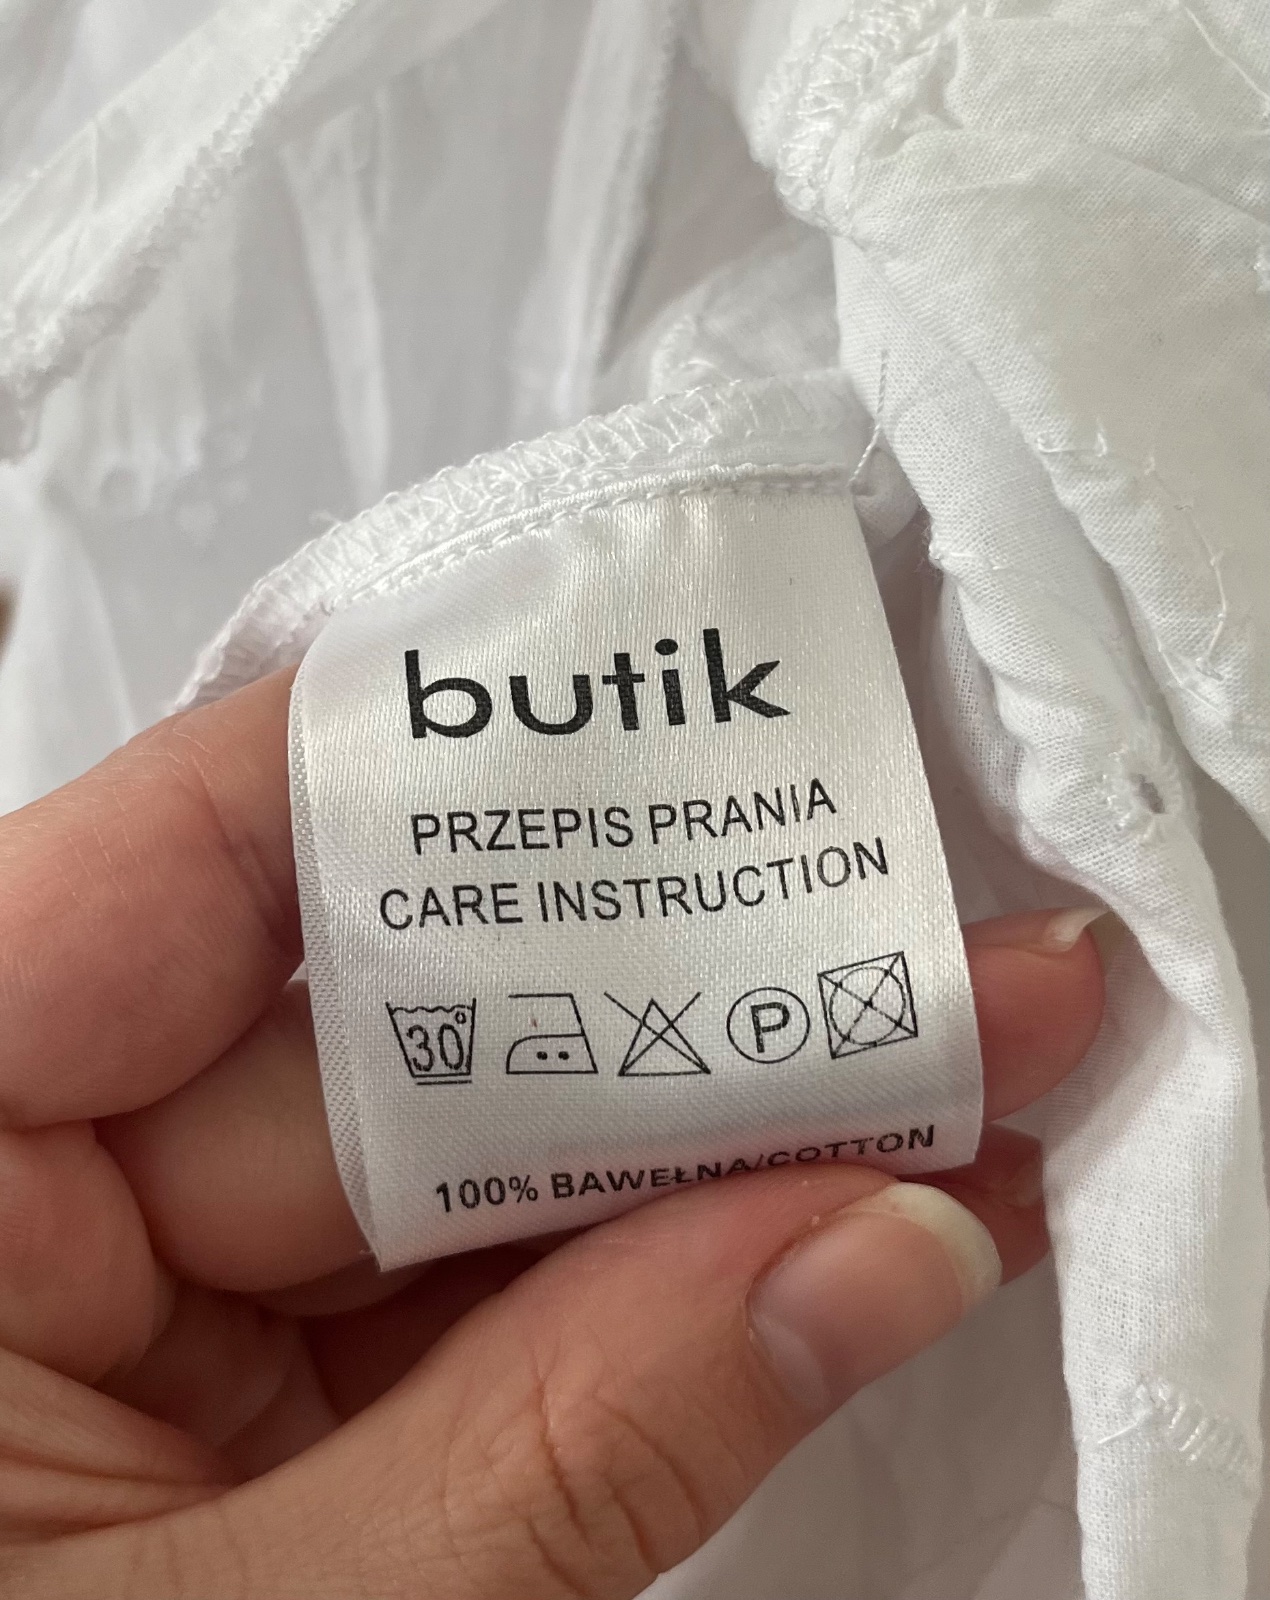 butik
PRZEPIS PRANIA
CARE INSTRUCTION
30° P
100% BAWEŁNA/COTTON